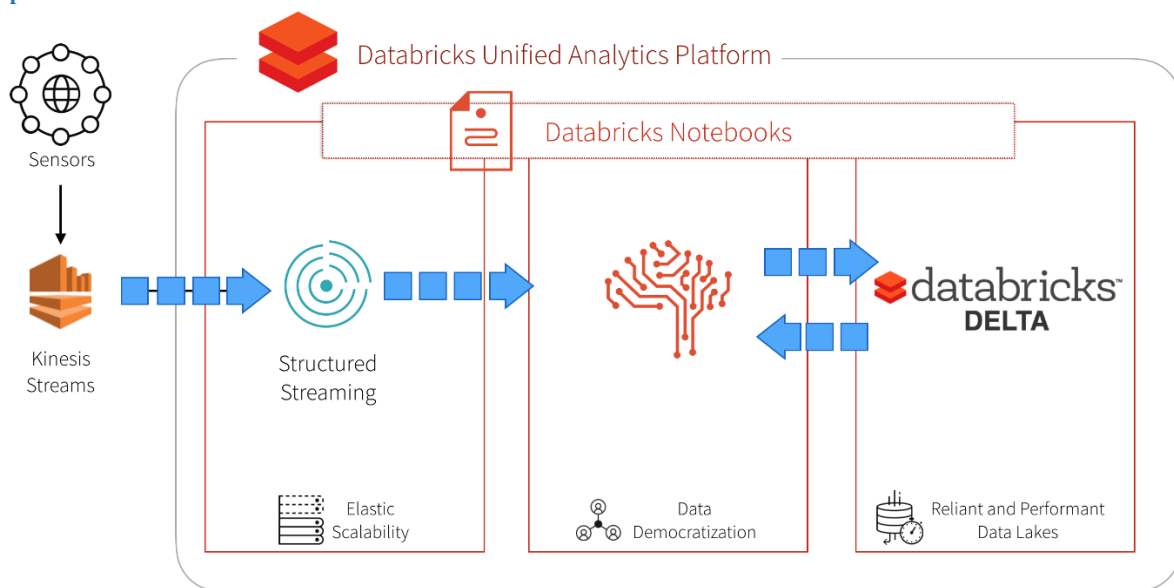 Databricks Unified Analytics Platform
Databricks Notebooks
Sensors
Kinesis
Streams
Structured
Streaming
databricks™
DELTA
Elastic
Scalability
Data
Democratization
Reliant and Performant
Data Lakes